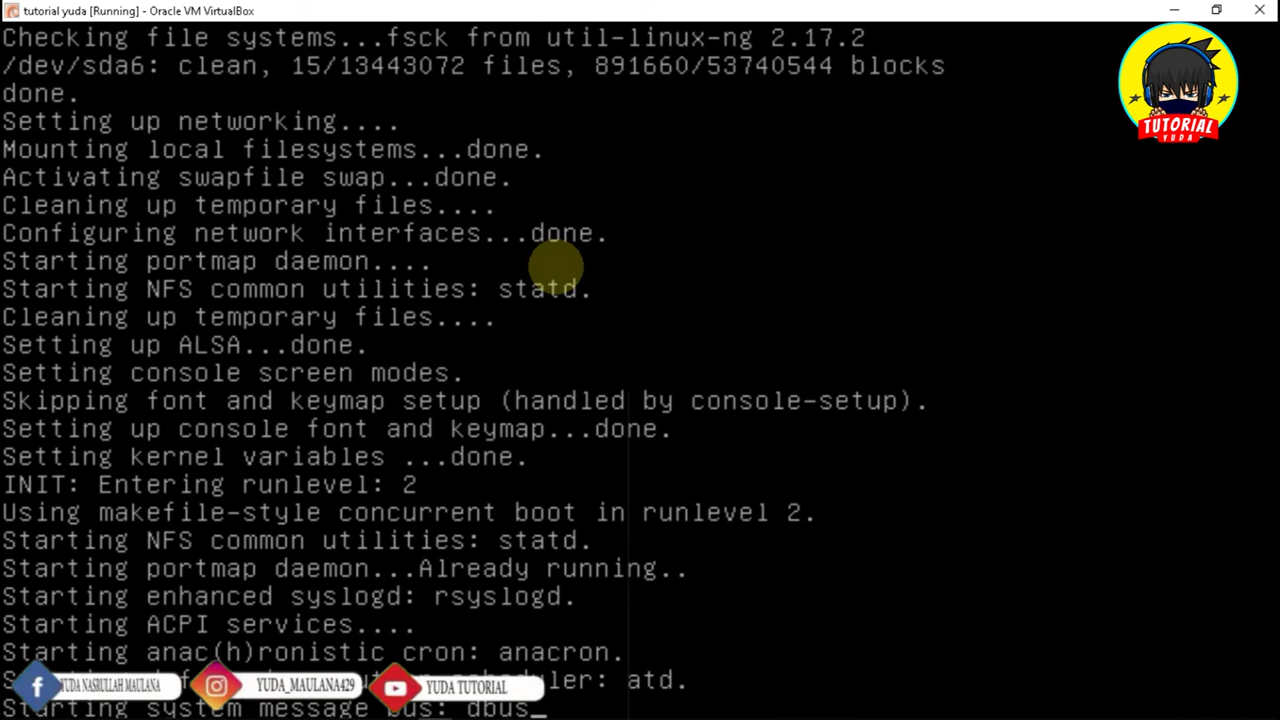 tutorial yuda [Running] - Oracle VM VirtualBox
Checking file systems...fsck from util-linux-ng 2.17.2
/dev/sda6: clean, 15/13443072 files, 891660/53740544 blocks
done.
Setting up networking....
Mounting local filesystems...done.
Activating swapfile swap...done.
Cleaning up temporary files....
Configuring network interfaces...done.
Starting portmap daemon....
Starting NFS common utilities: statd.
Cleaning up temporary files....
Setting up ALSA...done.
Setting console screen modes.
Skipping font and keymap setup (handled by console-setup).
Setting up console font and keymap...done.
Setting kernel variables ...done.
INIT: Entering runlevel: 2
Using makefile-style concurrent boot in runlevel 2.
Starting NFS common utilities: statd.
Starting portmap daemon...Already running..
Starting enhanced syslogd: rsyslogd.
Starting ACPI services....
Starting anac(h)ronistic cron: anacron.
atd.
Starting system message bus: dbus_
TUTORIAL
YUDA
YUDA NASRULLAH MAULANA
YUDA_MAULANA429
YUDA TUTORIAL